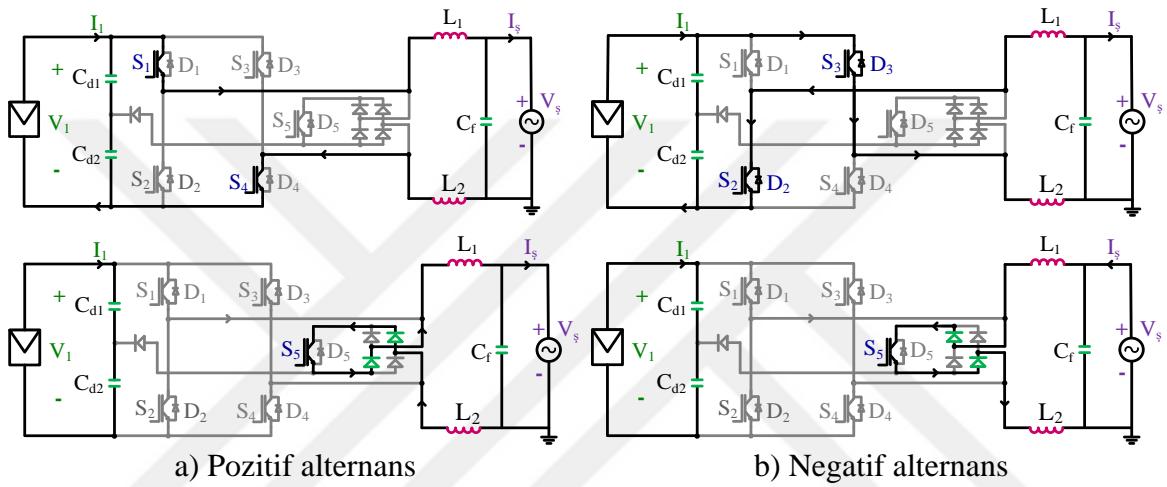 I₁ L₁ Iş
S₁ D₁ S₃ D₃
+ Cd1
V₁ S₅ D₅ Cf + Vş
Cd2 -
- S₂ D₂ S₄ D₄ L₂
I₁ L₁ Iş
S₁ D₁ S₃ D₃
+ Cd1
V₁ S₅ D₅ Cf + Vş
Cd2 -
- S₂ D₂ S₄ D₄ L₂
I₁ L₁ Iş
+ Cd1 S₁ D₁ S₃ D₃
V₁ S₅ D₅ Cf + Vş
Cd2 -
- S₂ D₂ S₄ D₄ L₂
a) Pozitif alternans
I₁ L₁ Iş
+ Cd1 S₁ D₁ S₃ D₃
V₁ S₅ D₅ Cf + Vş
Cd2 -
- S₂ D₂ S₄ D₄ L₂
b) Negatif alternans